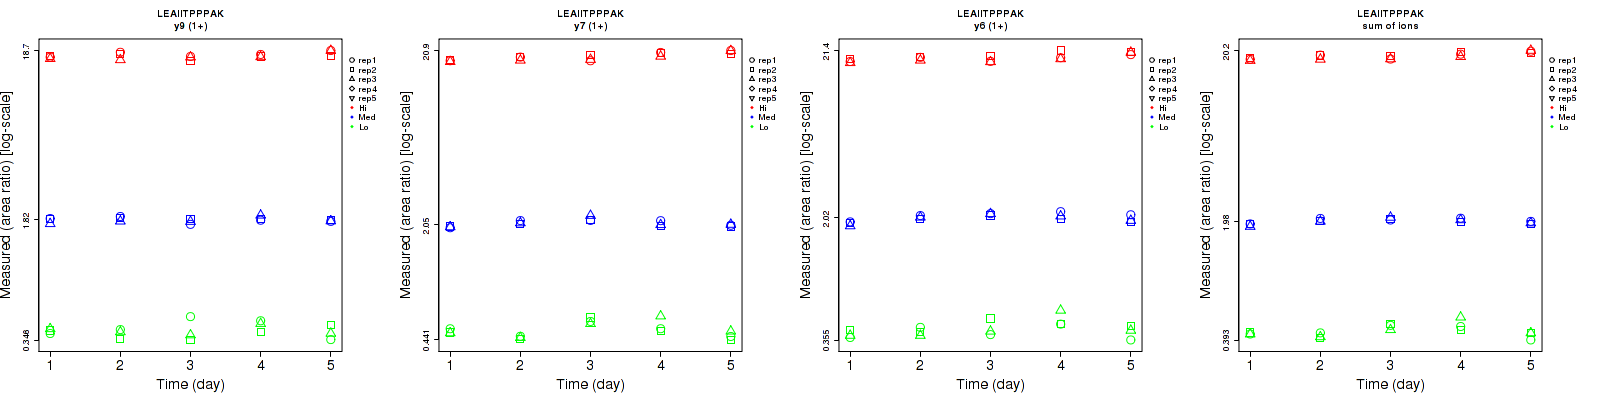 LEAIITPPPAK
y9 (1+)
Measured (area ratio) [log-scale]
18.7
1.82
0.346
1 2 3 4 5
Time (day)
rep1
rep2
rep3
rep4
rep5
Hi
Med
Lo
LEAIITPPPAK
y7 (1+)
Measured (area ratio) [log-scale]
20.9
2.05
0.441
1 2 3 4 5
Time (day)
rep1
rep2
rep3
rep4
rep5
Hi
Med
Lo
LEAIITPPPAK
y6 (1+)
Measured (area ratio) [log-scale]
21.4
2.02
0.355
1 2 3 4 5
Time (day)
rep1
rep2
rep3
rep4
rep5
Hi
Med
Lo
LEAIITPPPAK
sum of ions
Measured (area ratio) [log-scale]
20.2
1.98
0.393
1 2 3 4 5
Time (day)
rep1
rep2
rep3
rep4
rep5
Hi
Med
Lo